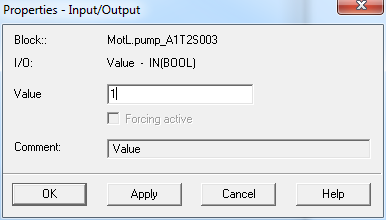 Properties - Input/Output
Block:: MotL.pump_A1T2S003
I/O: Value - IN(BOOL)
Value 1
Forcing active
Comment: Value
OK Apply Cancel Help